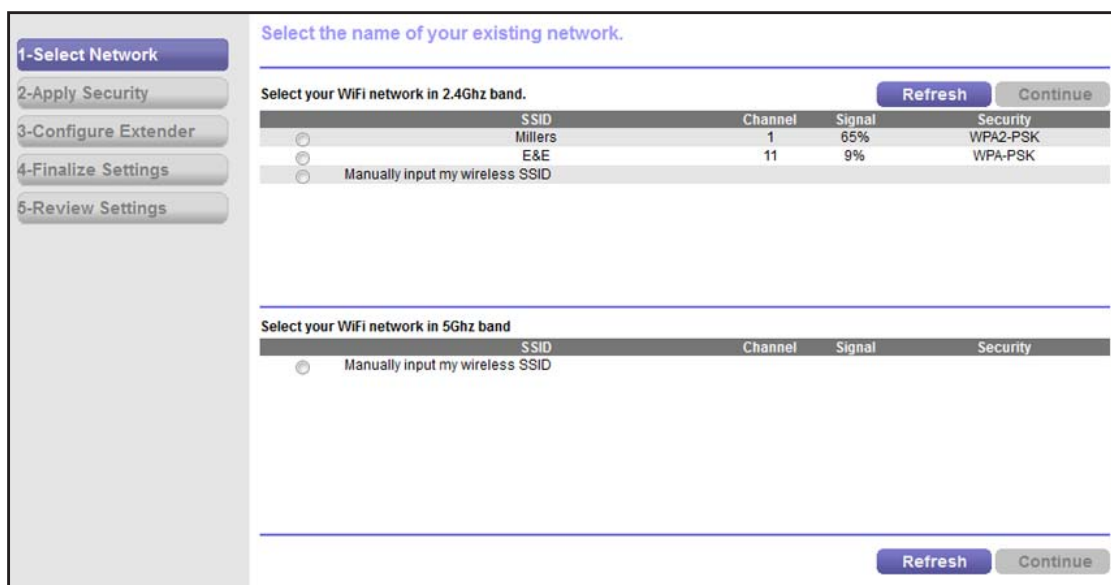 1-Select Network
2-Apply Security
3-Configure Extender
4-Finalize Settings
5-Review Settings
Select the name of your existing network.
Select your WiFi network in 2.4Ghz band.
Refresh Continue
SSID Channel Signal Security
Millers 1 65% WPA2-PSK
E&E 11 9% WPA-PSK
Manually input my wireless SSID
Select your WiFi network in 5Ghz band
SSID Channel Signal Security
Manually input my wireless SSID
Refresh Continue